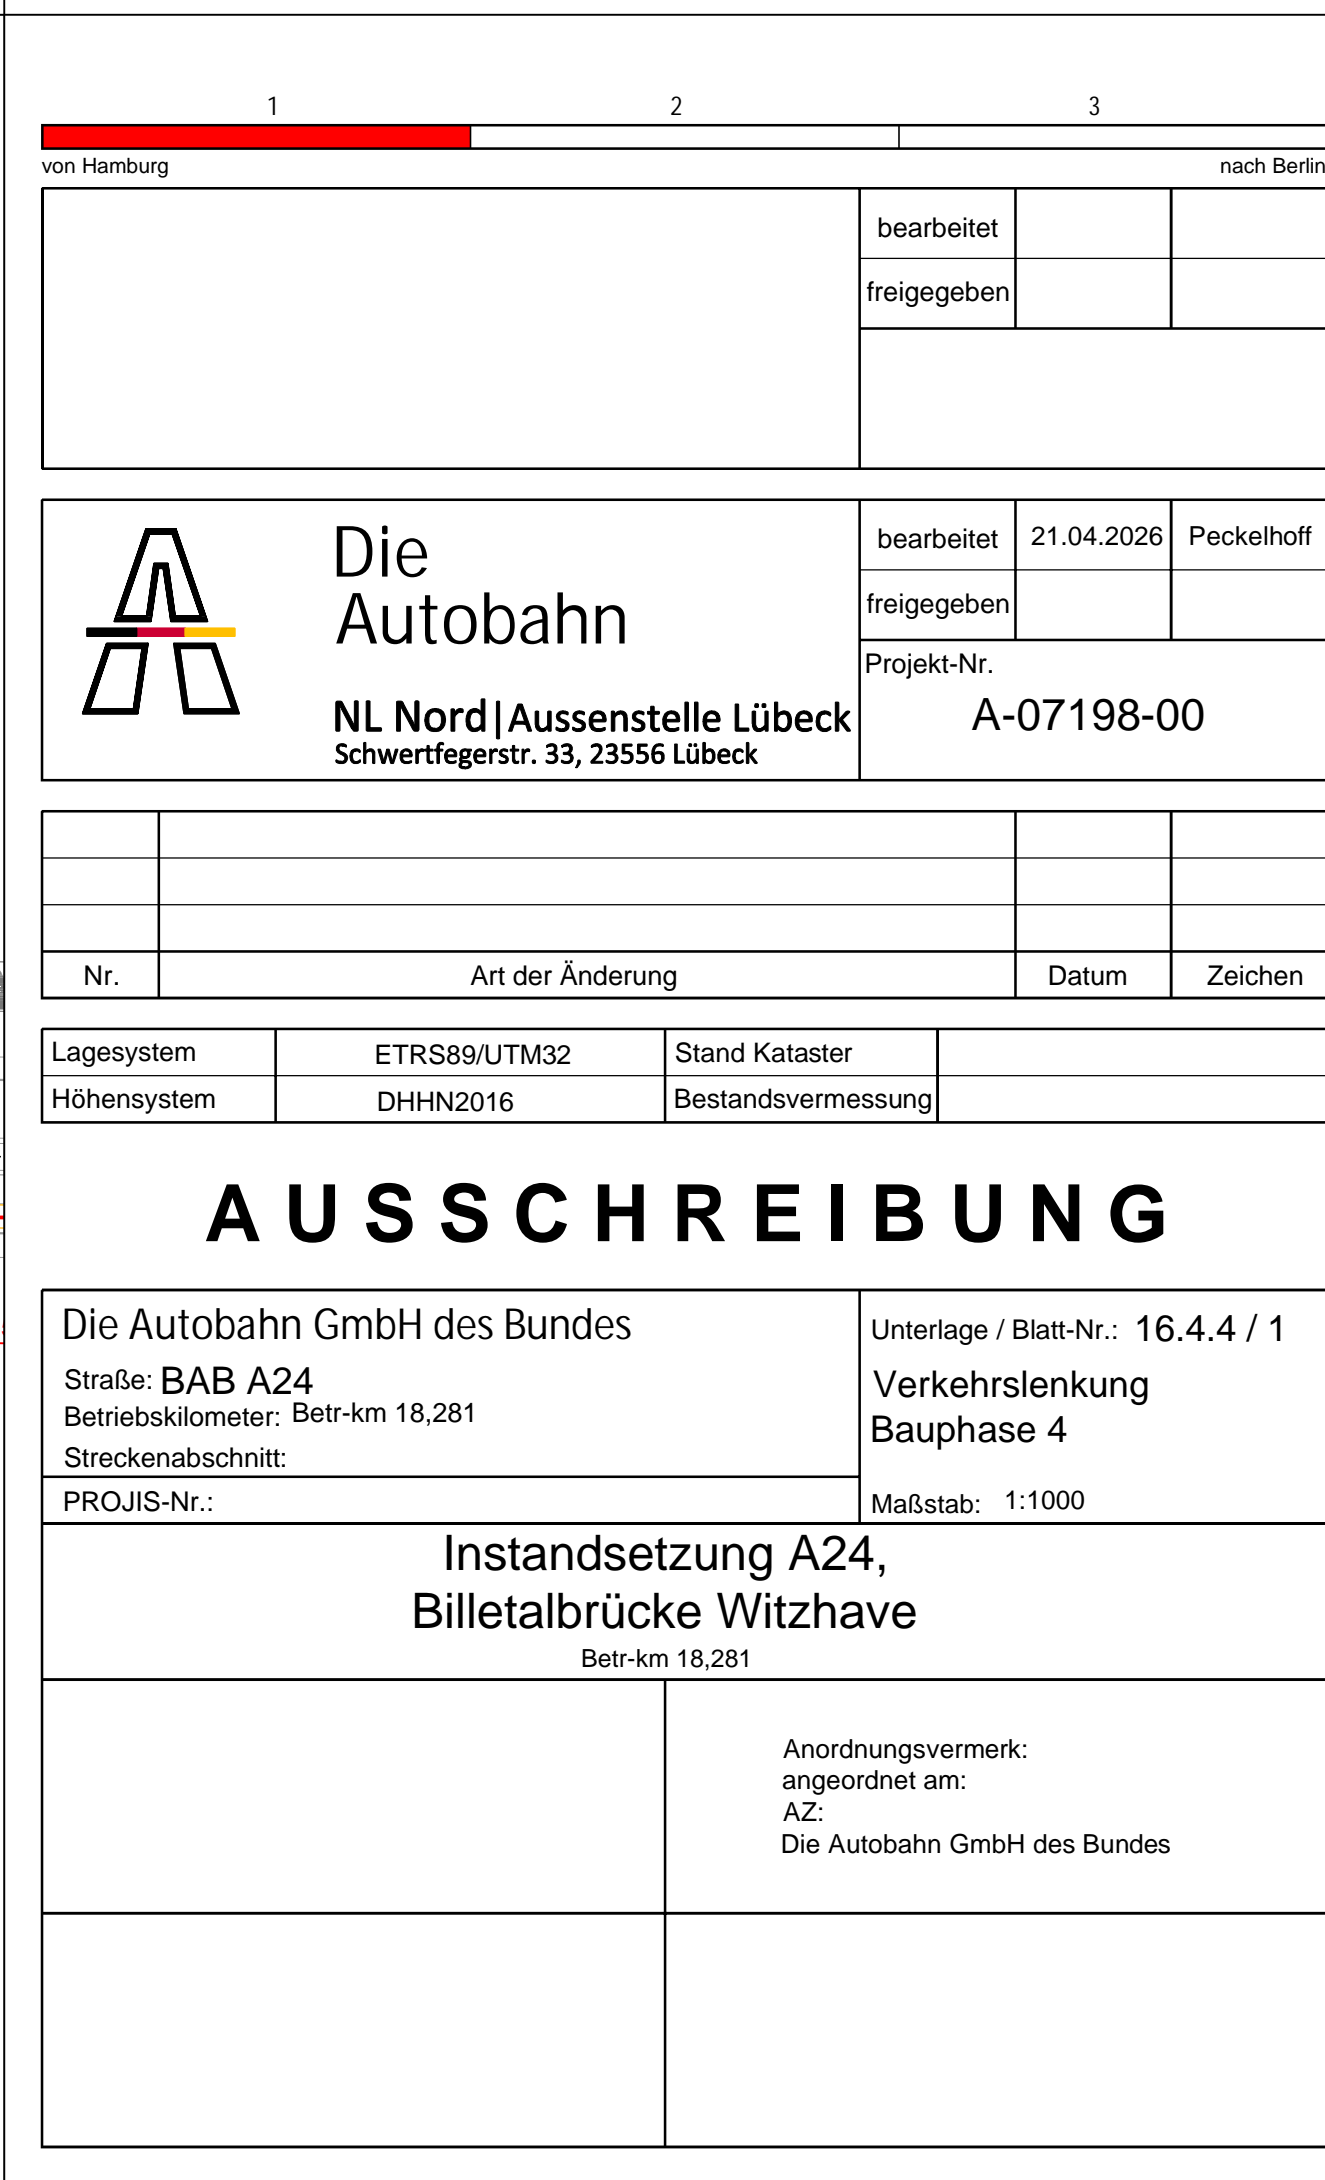 1 2 3
von Hamburg nach Berlin
bearbeitet
freigegeben
Die
Autobahn
NL Nord|Aussenstelle Lübeck
Schwertfegerstr. 33, 23556 Lübeck
bearbeitet 21.04.2026 Peckelhoff
freigegeben
Projekt-Nr.
A-07198-00
Nr. Art der Änderung Datum Zeichen
Lagesystem ETRS89/UTM32 Stand Kataster
Höhensystem DHHN2016 Bestandsvermessung
AUSSCHREIBUNG
Die Autobahn GmbH des Bundes
Straße: BAB A24
Betriebskilometer: Betr-km 18,281
Streckenabschnitt:
PROJIS-Nr.:
Unterlage / Blatt-Nr.: 16.4.4 / 1
Verkehrslenkung
Bauphase 4
Maßstab: 1:1000
Instandsetzung A24,
Billetalbrücke Witzhave
Betr-km 18,281
Anordnungsvermerk:
angeordnet am:
AZ:
Die Autobahn GmbH des Bundes